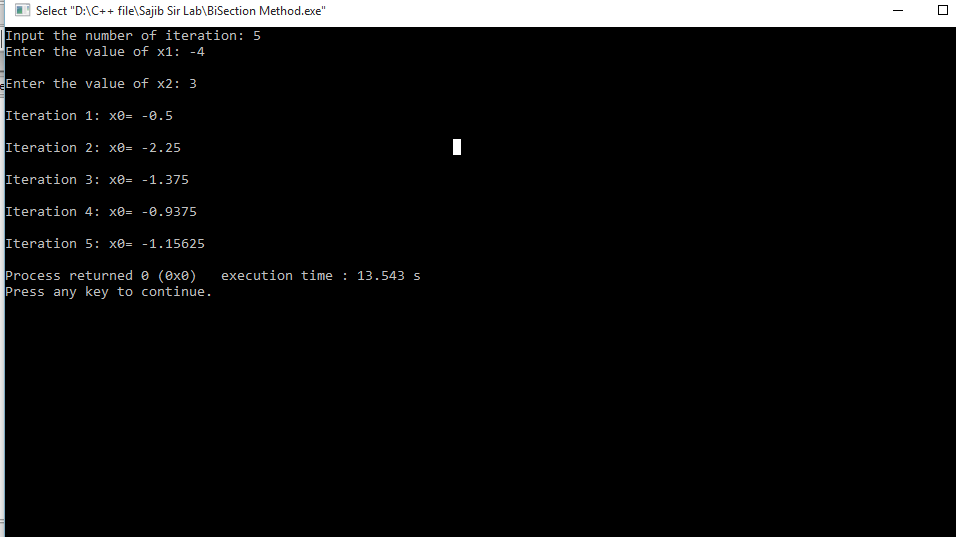 Select "D:\C++ file\Sajib Sir Lab\BiSection Method.exe"
Input the number of iteration: 5
Enter the value of x1: -4
Enter the value of x2: 3
Iteration 1: x0= -0.5
Iteration 2: x0= -2.25
Iteration 3: x0= -1.375
Iteration 4: x0= -0.9375
Iteration 5: x0= -1.15625
Process returned 0 (0x0)   execution time : 13.543 s
Press any key to continue.